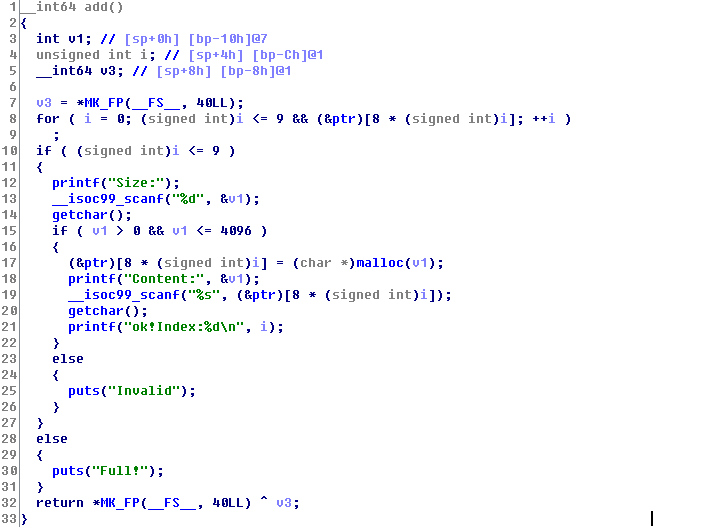 1 __int64 add()
2 {
3   int v1; // [sp+0h] [bp-10h]@7
4   unsigned int i; // [sp+4h] [bp-Ch]@1
5   __int64 v3; // [sp+8h] [bp-8h]@1
6
7   v3 = *MK_FP(__FS__, 40LL);
8   for ( i = 0; (signed int)i <= 9 && (&ptr)[8 * (signed int)i]; ++i )
9     ;
10   if ( (signed int)i <= 9 )
11   {
12     printf("Size:");
13     __isoc99_scanf("%d", &v1);
14     getchar();
15     if ( v1 > 0 && v1 <= 4096 )
16     {
17       (&ptr)[8 * (signed int)i] = (char *)malloc(v1);
18       printf("Content:", &v1);
19       __isoc99_scanf("%s", (&ptr)[8 * (signed int)i]);
20       getchar();
21       printf("ok!Index:%d\n", i);
22     }
23     else
24     {
25       puts("Invalid");
26     }
27   }
28   else
29   {
30     puts("Full!");
31   }
32   return *MK_FP(__FS__, 40LL) ^ v3;
33 }